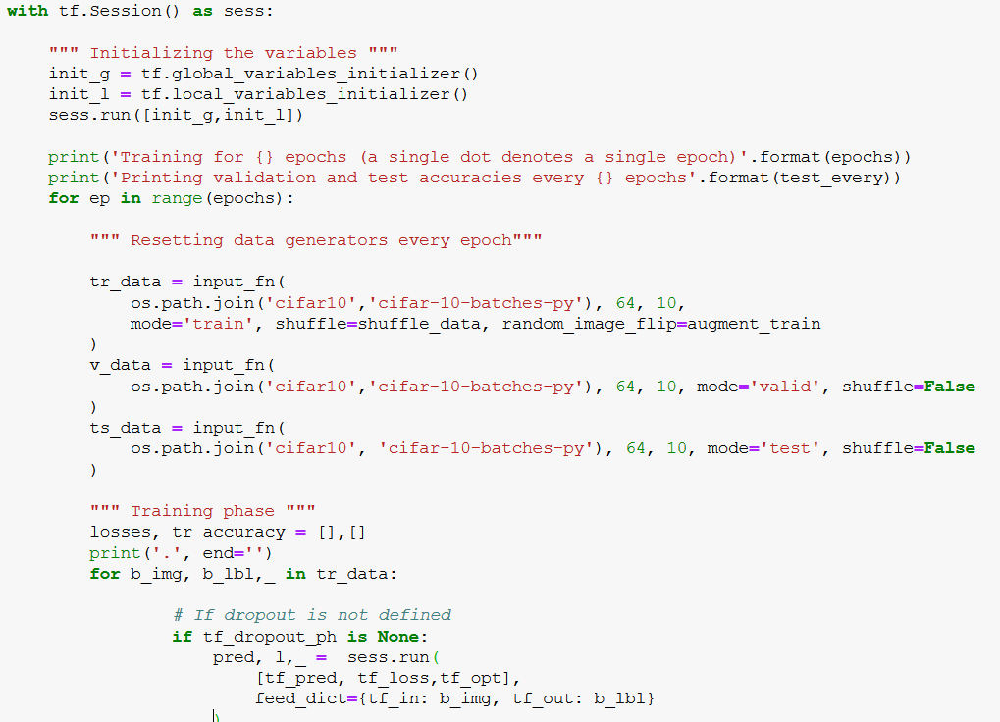 with tf.Session() as sess:
""" Initializing the variables """
init_g = tf.global_variables_initializer()
init_l = tf.local_variables_initializer()
sess.run([init_g,init_l])
print('Training for {} epochs (a single dot denotes a single epoch)'.format(epochs))
print('Printing validation and test accuracies every {} epochs'.format(test_every))
for ep in range(epochs):
""" Resetting data generators every epoch"""
tr_data = input_fn(
os.path.join('cifar10','cifar-10-batches-py'), 64, 10,
mode='train', shuffle=shuffle_data, random_image_flip=augment_train
)
v_data = input_fn(
os.path.join('cifar10','cifar-10-batches-py'), 64, 10, mode='valid', shuffle=False
)
ts_data = input_fn(
os.path.join('cifar10', 'cifar-10-batches-py'), 64, 10, mode='test', shuffle=False
)
""" Training phase """
losses, tr_accuracy = [],[]
print('.', end='')
for b_img, b_lbl,_ in tr_data:
# If dropout is not defined
if tf_dropout_ph is None:
pred, l,_ =  sess.run(
[tf_pred, tf_loss,tf_opt],
feed_dict={tf_in: b_img, tf_out: b_lbl}
)